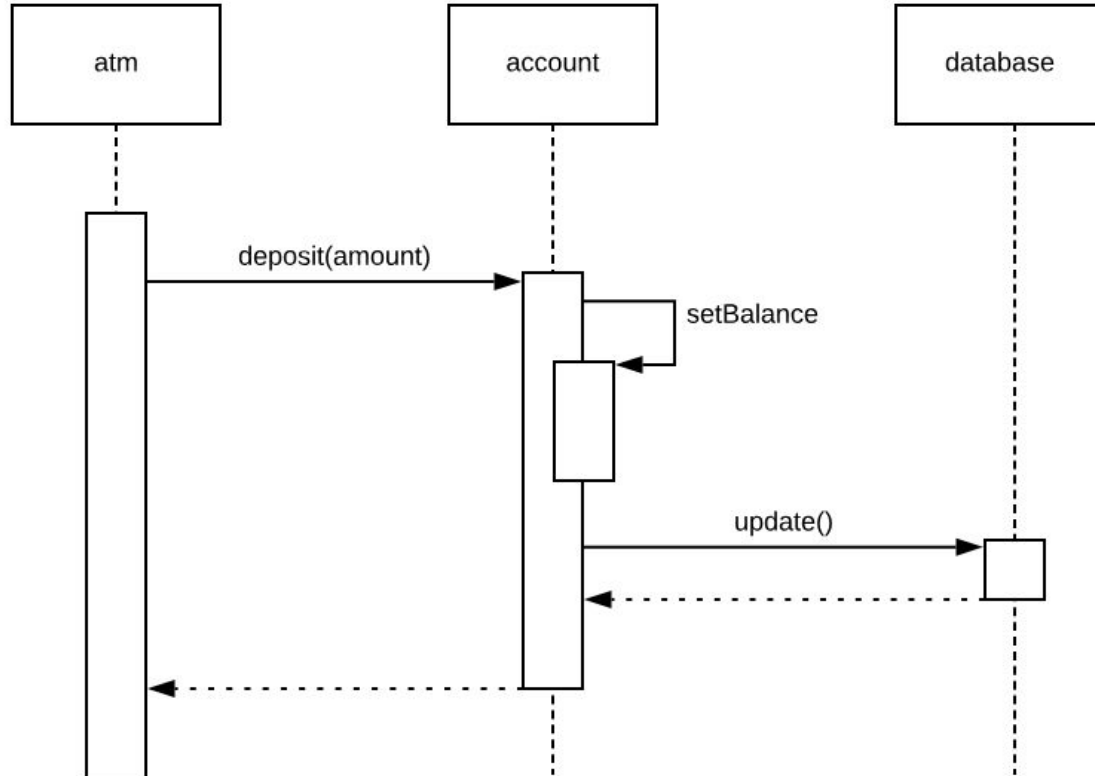 atm
account
database
deposit(amount)
setBalance
update()